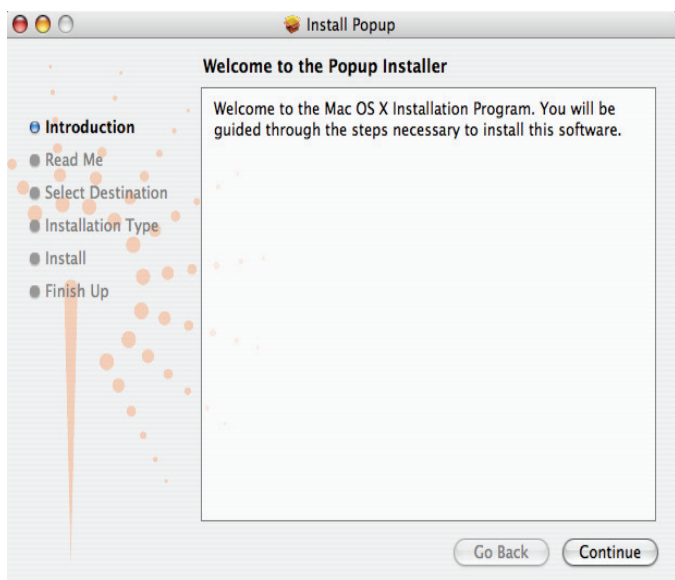 Install Popup
Welcome to the Popup Installer
Introduction
Read Me
Select Destination
Installation Type
Install
Finish Up
Welcome to the Mac OS X Installation Program. You will be
guided through the steps necessary to install this software.
Go Back
Continue